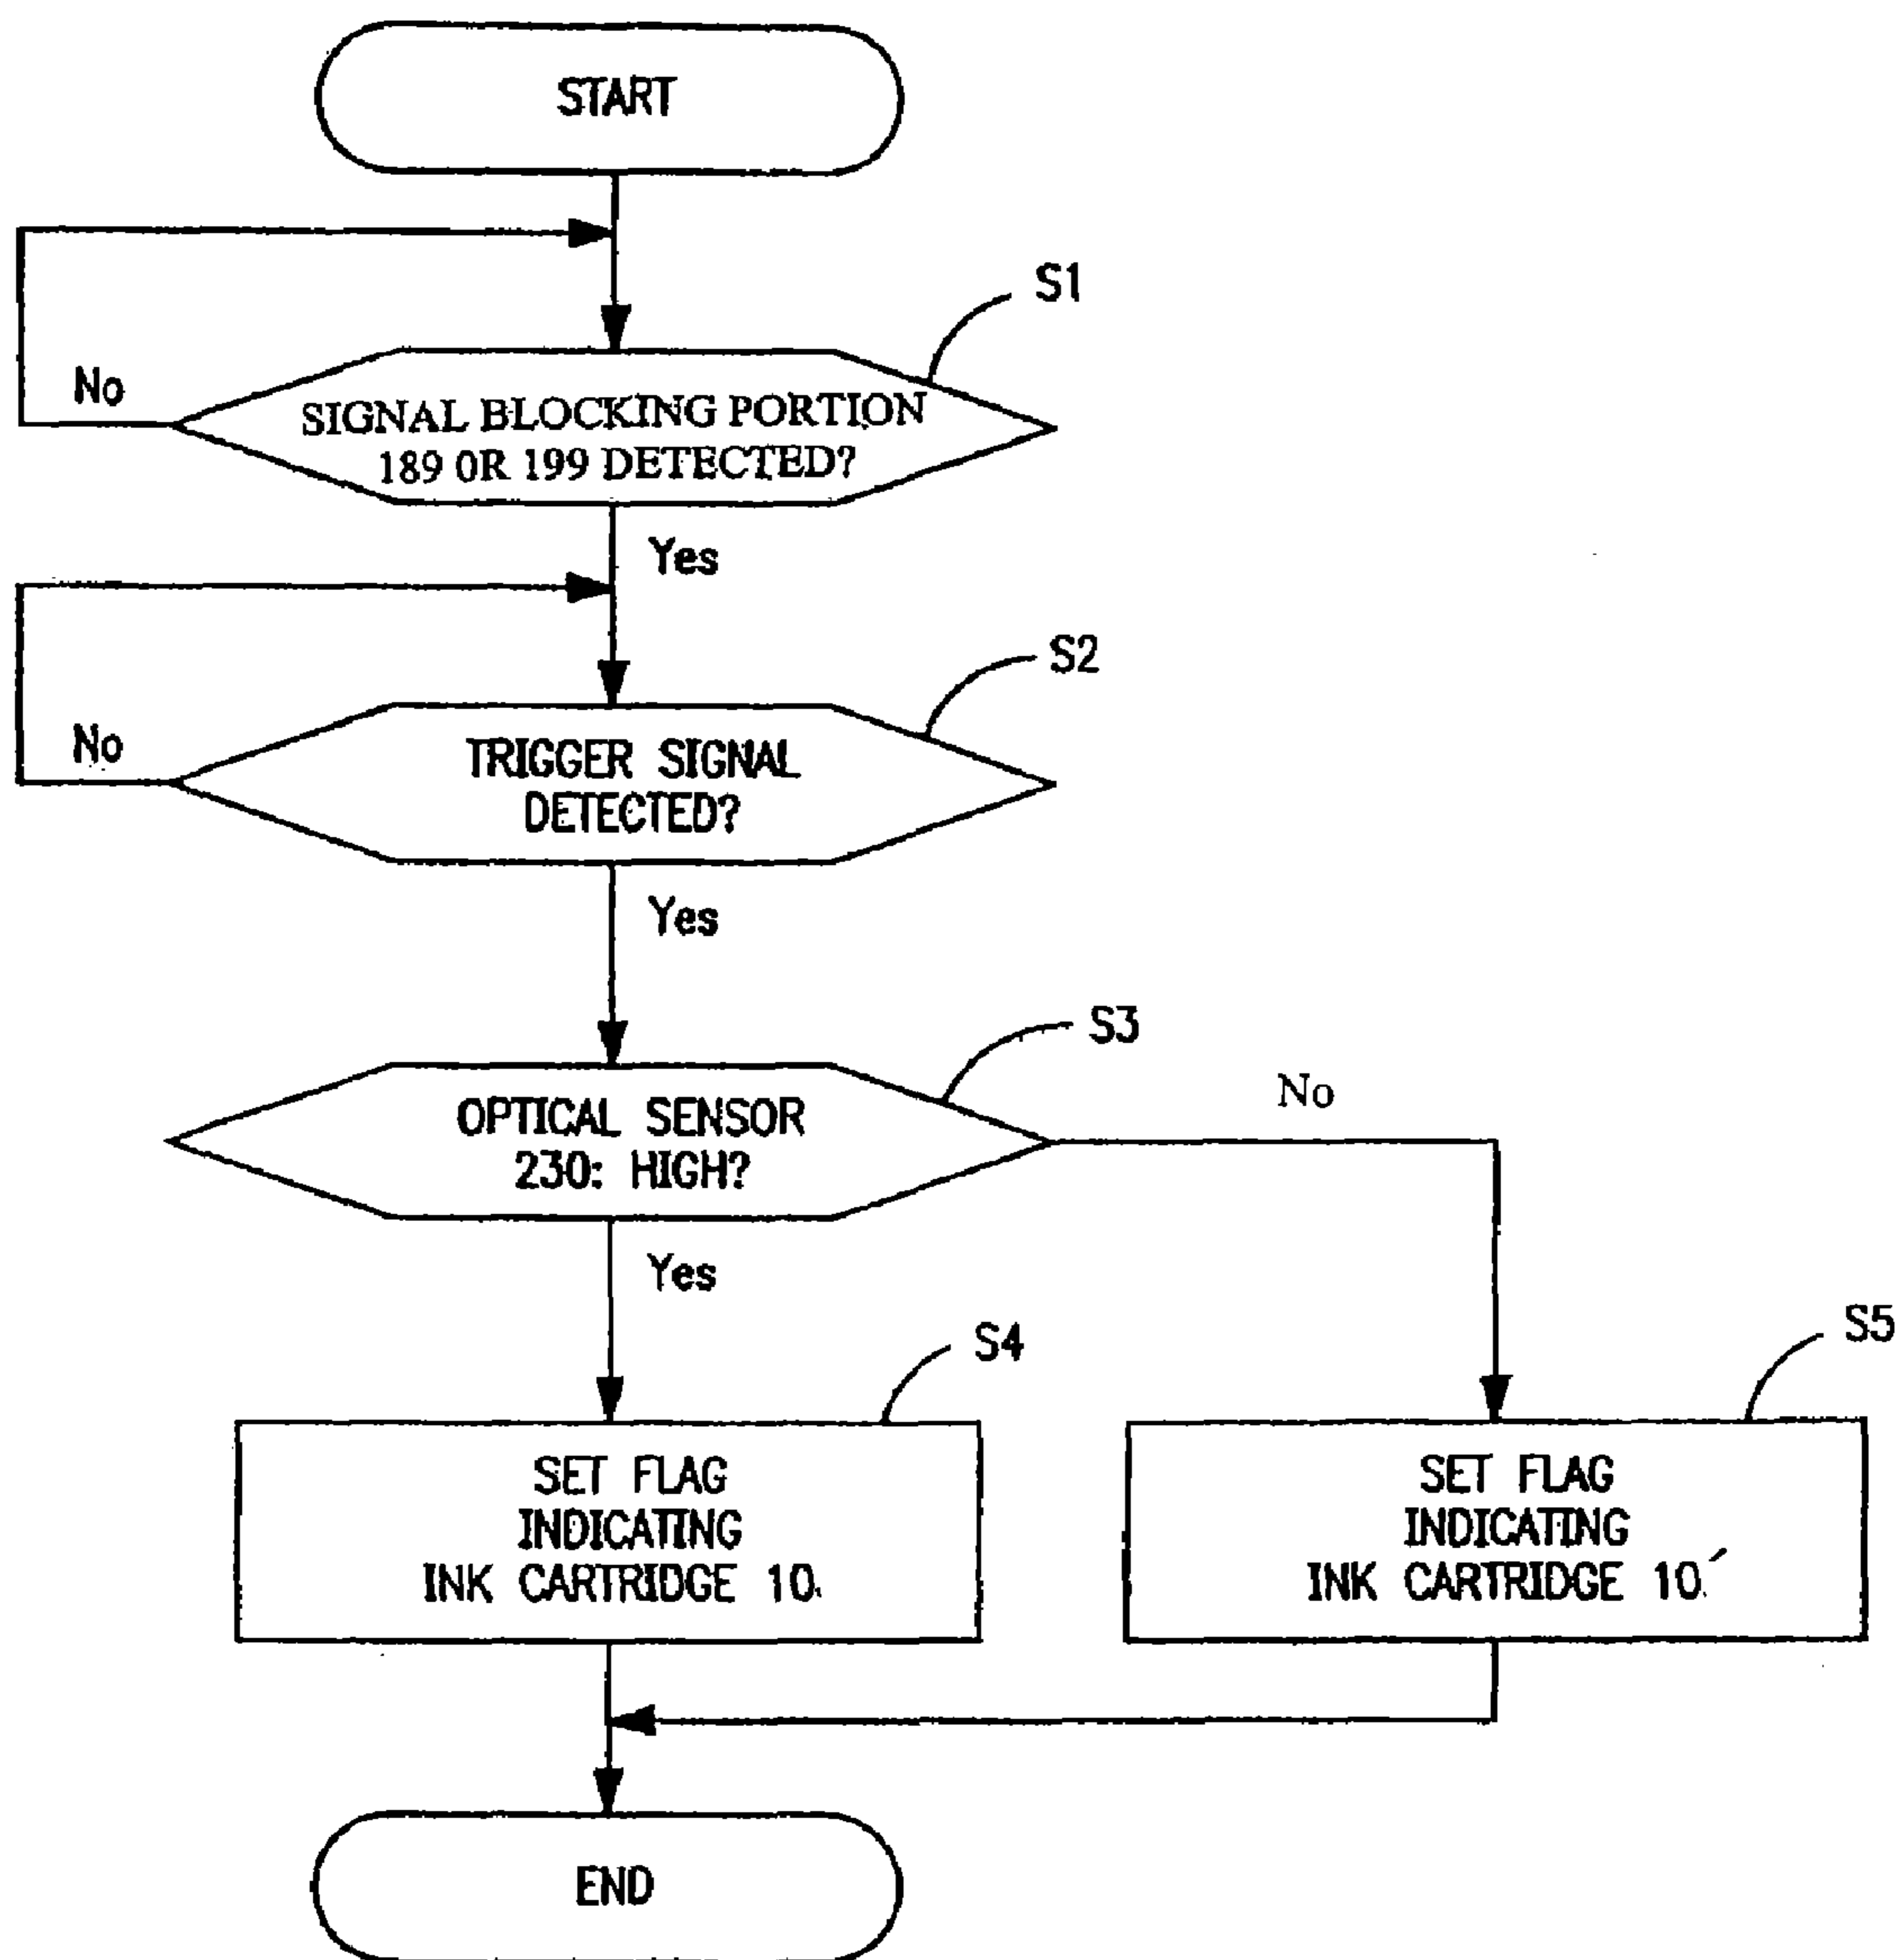 START
S1
No
SIGNAL BLOCKING PORTION
189 OR 199 DETECTED?
Yes
S2
No
TRIGGER SIGNAL
DETECTED?
Yes
S3
No
OPTICAL SENSOR
230: HIGH?
Yes
S4
S5
SET FLAG
INDICATING
INK CARTRIDGE 10
SET FLAG
INDICATING
INK CARTRIDGE 10´
END